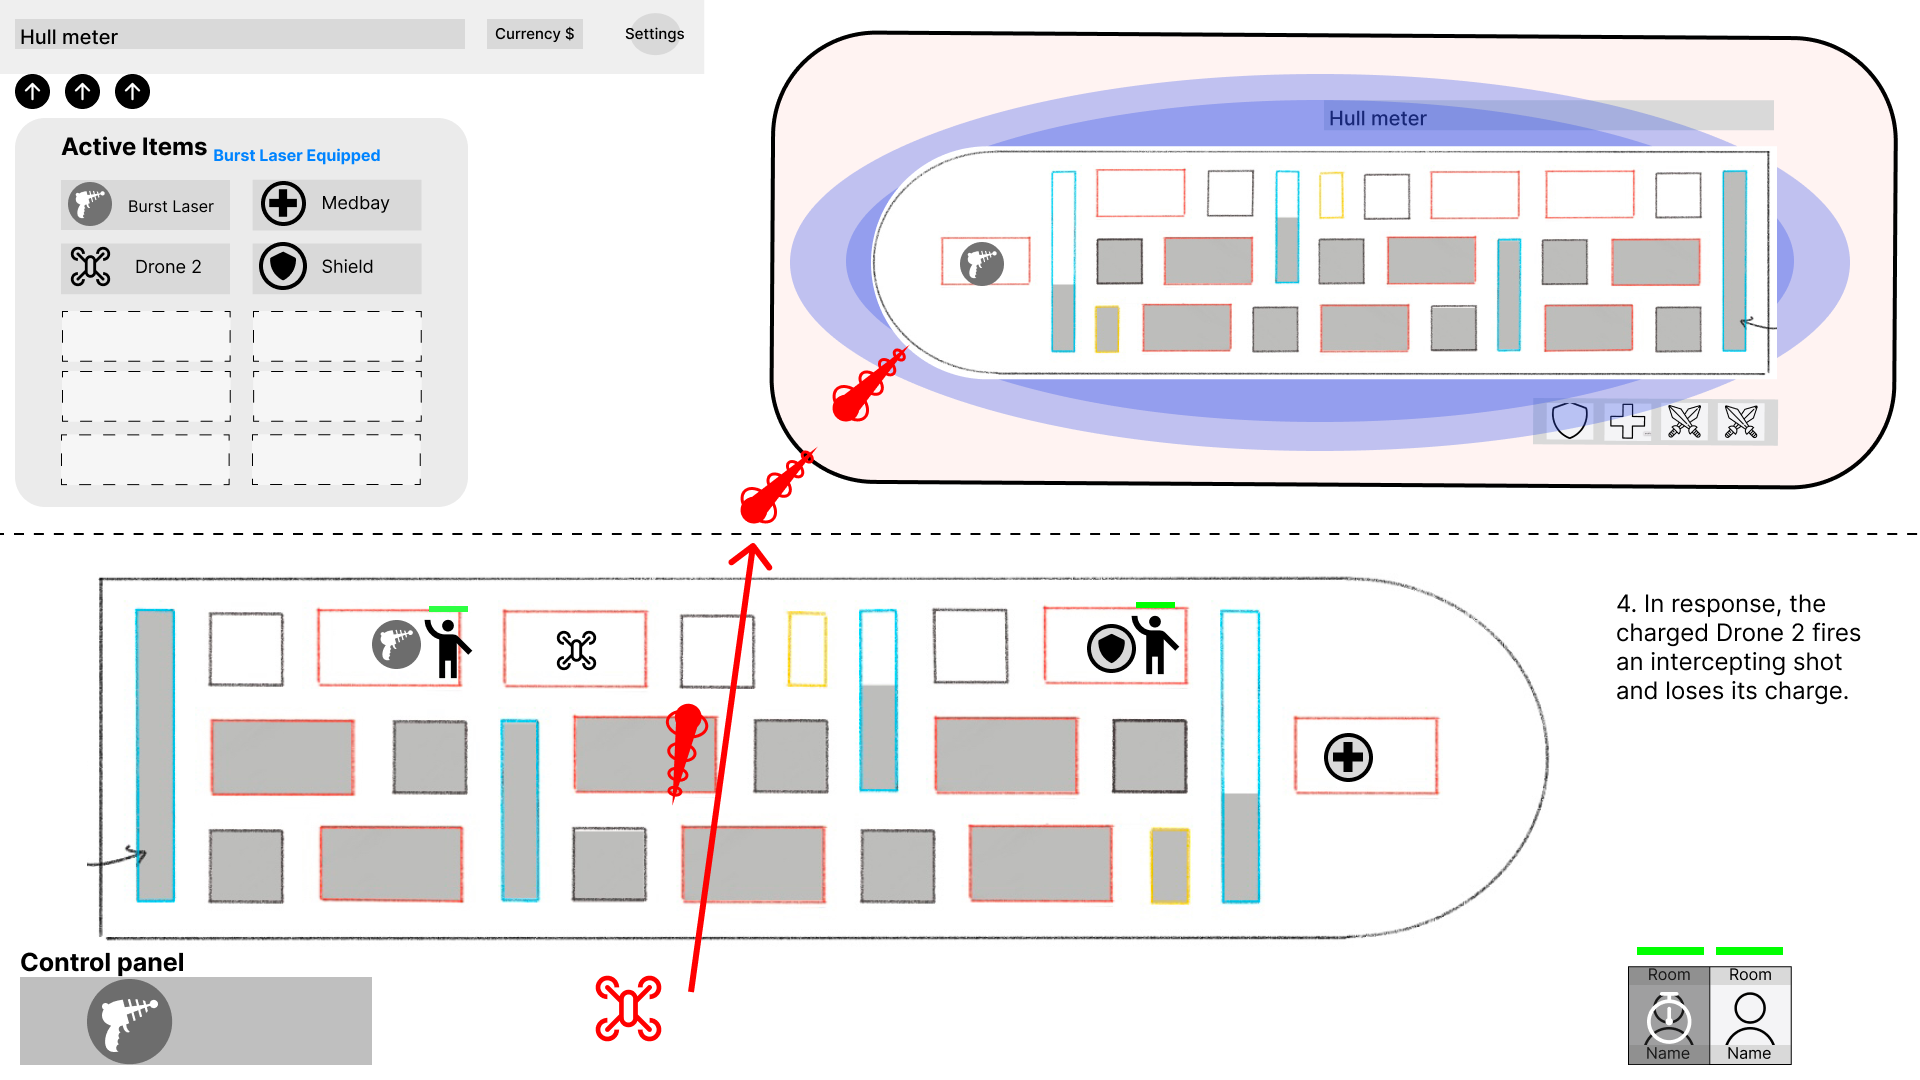 Hull meter
Currency $
Settings
Active Items
Burst Laser Equipped
Burst Laser
Medbay
Drone 2
Shield
Hull meter
4. In response, the
charged Drone 2 fires
an intercepting shot
and loses its charge.
Control panel
Room
Room
Name
Name